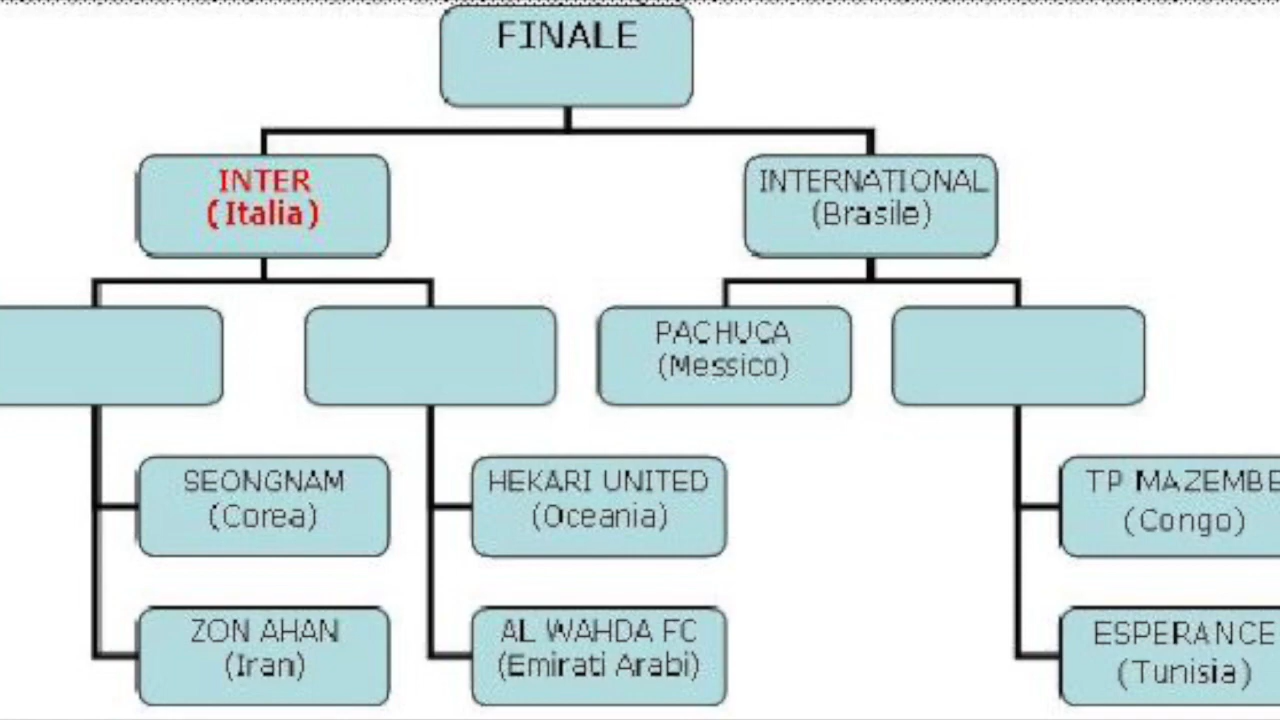 FINALE
INTER
(Italia)
INTERNATIONAL
(Brasile)
PACHUCA
(Messico)
SEONGNAM
(Corea)
HEKARI UNITED
(Oceania)
TP MAZEMBE
(Congo)
ZON AHAN
(Iran)
AL WAHDA FC
(Emirati Arabi)
ESPERANCE
(Tunisia)